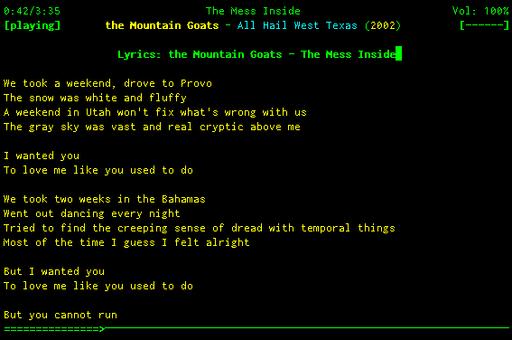 0:42/3:35 The Mess Inside Vol: 100%
[playing] the Mountain Goats - All Hail West Texas (2002) [------]
Lyrics: the Mountain Goats - The Mess Inside
We took a weekend, drove to Provo
The snow was white and fluffy
A weekend in Utah won't fix what's wrong with us
The gray sky was vast and real cryptic above me
I wanted you
To love me like you used to do
We took two weeks in the Bahamas
Went out dancing every night
Tried to find the creeping sense of dread with temporal things
Most of the time I guess I felt alright
But I wanted you
To love me like you used to do
But you cannot run